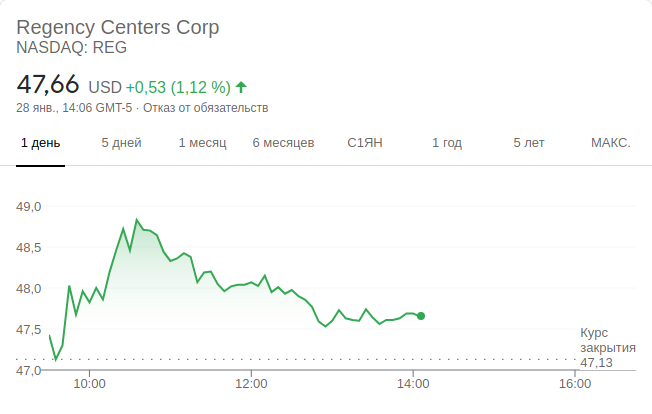 Regency Centers Corp
NASDAQ: REG
47,66 USD +0,53 (1,12 %)
28 янв., 14:06 GMT-5 · Отказ от обязательств
1 день 5 дней 1 месяц 6 месяцев С1ЯН 1 год 5 лет МАКС.
49,0
48,5
48,0
47,5
Курс
закрытия
47,13
47,0
10:00 12:00 14:00 16:00